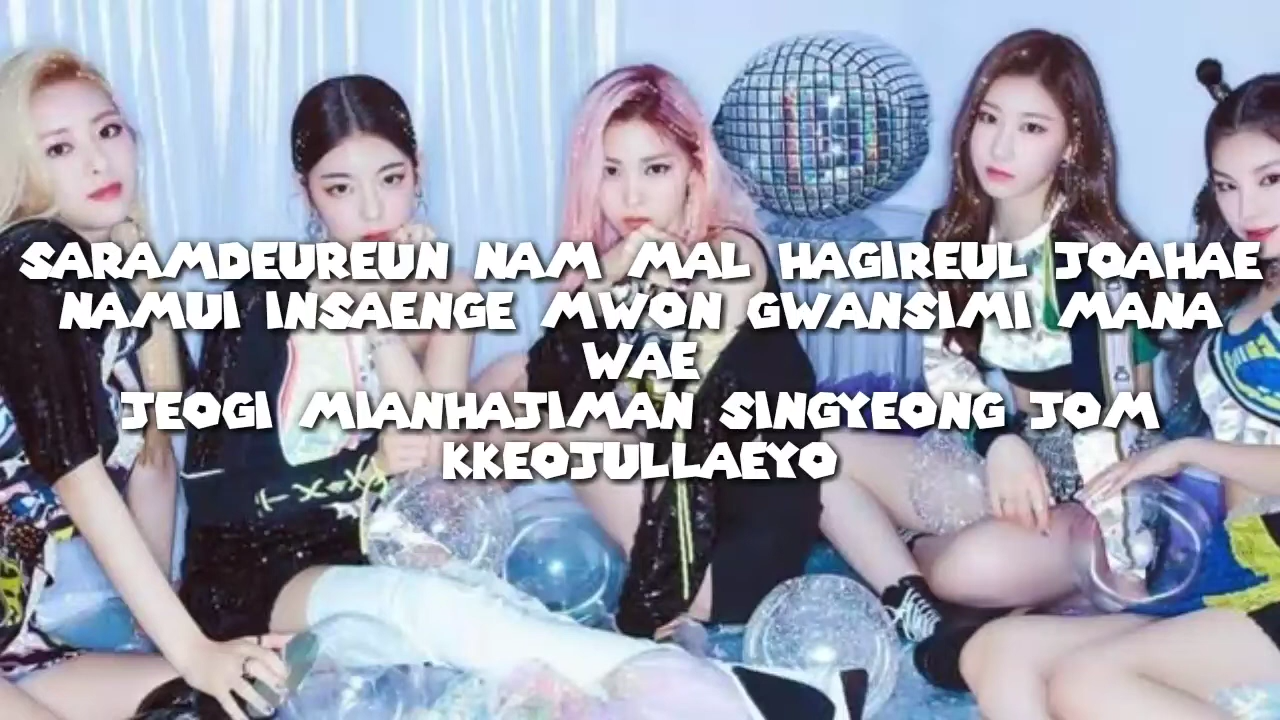 SARAMDEUREUN NAM MAL HAGIREUL JOAHAE
NAMUI INSAENGE MWON GWANSIMI MANA
WAE
JEOGI MIANHAJIMAN SINGYEONG JOM
KKEOJULLAEYO